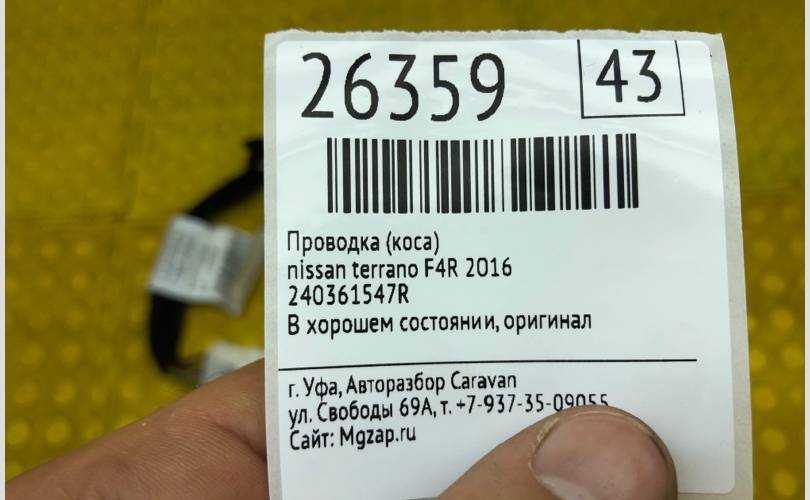 26359
43
Проводка (коса)
nissan terrano F4R 2016
240361547R
В хорошем состоянии, оригинал
г. Уфа, Авторазбор Caravan
ул. Свободы 69А, т. +7-937-35-09055
Сайт: Mgzap.ru